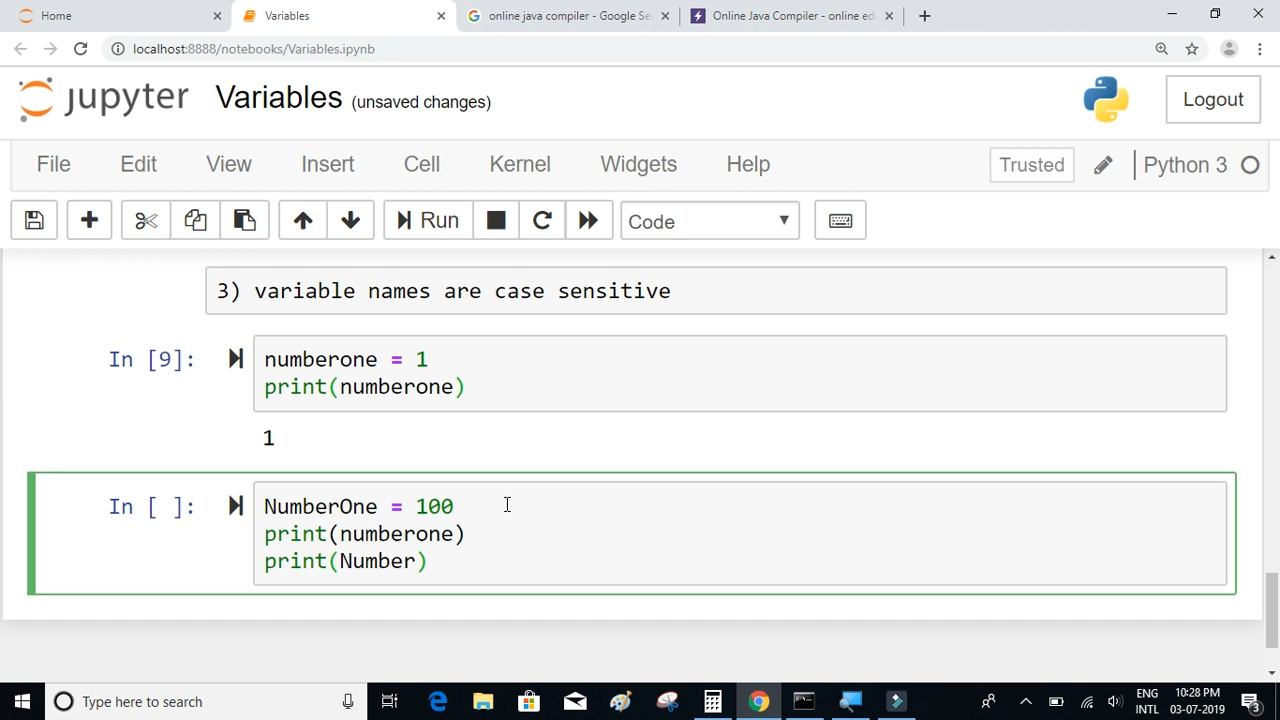 Home
Variables
online java compiler - Google Se
Online Java Compiler - online edi
localhost:8888/notebooks/Variables.ipynb
jupyter Variables (unsaved changes)
Logout
File Edit View Insert Cell Kernel Widgets Help
Trusted
Python 3
Run
Code
3) variable names are case sensitive
In [9]:
numberone = 1
print(numberone)
1
In [ ]:
NumberOne = 100
print(numberone)
print(Number)
Type here to search
ENG
INTL
10:28 PM
03-07-2019
3